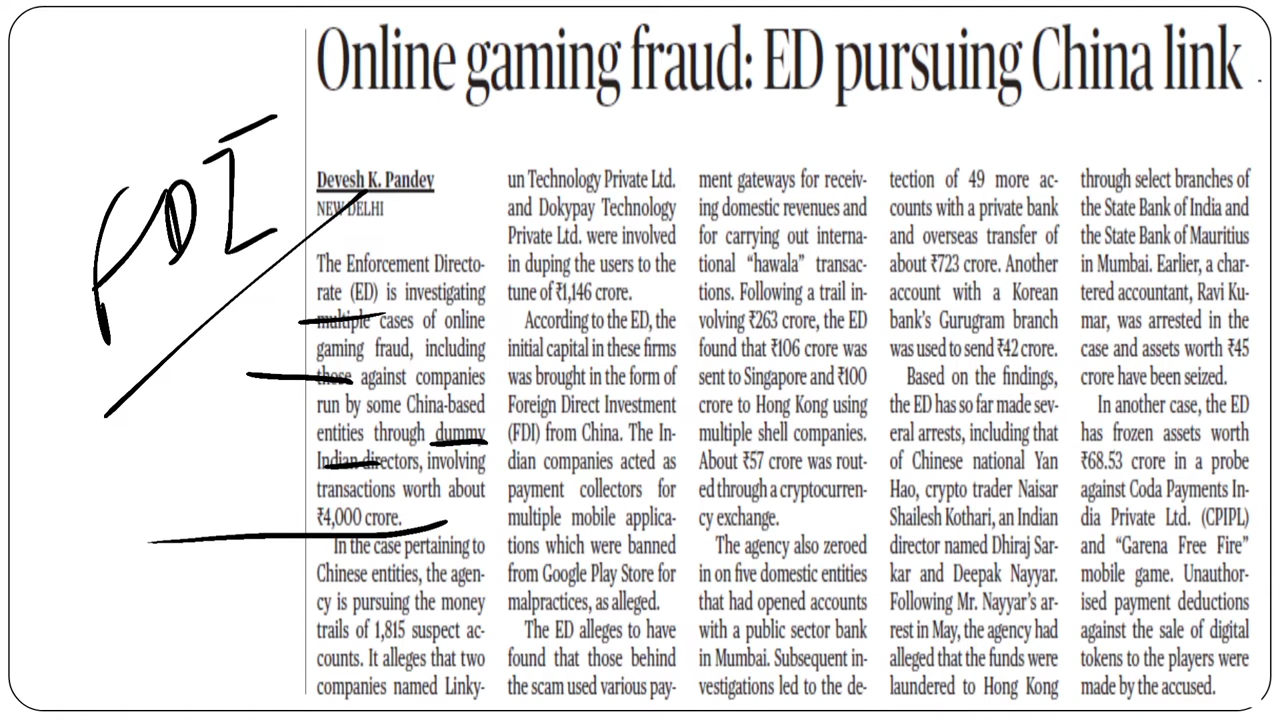 Online gaming fraud: ED pursuing China link
FDI
Devesh K. Pandey
NEW DELHI
The Enforcement Directo-
rate (ED) is investigating
multiple cases of online
gaming fraud, including
those against companies
run by some China-based
entities through dummy
Indian directors, involving
transactions worth about
₹4,000 crore.
In the case pertaining to
Chinese entities, the agen-
cy is pursuing the money
trails of 1,815 suspect ac-
counts. It alleges that two
companies named Linky-
un Technology Private Ltd.
and Dokypay Technology
Private Ltd. were involved
in duping the users to the
tune of ₹1,146 crore.
According to the ED, the
initial capital in these firms
was brought in the form of
Foreign Direct Investment
(FDI) from China. The In-
dian companies acted as
payment collectors for
multiple mobile applica-
tions which were banned
from Google Play Store for
malpractices, as alleged.
The ED alleges to have
found that those behind
the scam used various pay-
ment gateways for receiv-
ing domestic revenues and
for carrying out interna-
tional “hawala” transac-
tions. Following a trail in-
volving ₹263 crore, the ED
found that ₹106 crore was
sent to Singapore and ₹100
crore to Hong Kong using
multiple shell companies.
About ₹57 crore was rout-
ed through a cryptocurren-
cy exchange.
The agency also zeroed
in on five domestic entities
that had opened accounts
with a public sector bank
in Mumbai. Subsequent in-
vestigations led to the de-
tection of 49 more ac-
counts with a private bank
and overseas transfer of
about ₹723 crore. Another
account with a Korean
bank’s Gurugram branch
was used to send ₹42 crore.
Based on the findings,
the ED has so far made sev-
eral arrests, including that
of Chinese national Yan
Hao, crypto trader Naisar
Shailesh Kothari, an Indian
director named Dhiraj Sar-
kar and Deepak Nayyar.
Following Mr. Nayyar’s ar-
rest in May, the agency had
alleged that the funds were
laundered to Hong Kong
through select branches of
the State Bank of India and
the State Bank of Mauritius
in Mumbai. Earlier, a char-
tered accountant, Ravi Ku-
mar, was arrested in the
case and assets worth ₹45
crore have been seized.
In another case, the ED
has frozen assets worth
₹68.53 crore in a probe
against Coda Payments In-
dia Private Ltd. (CPIPL)
and “Garena Free Fire”
mobile game. Unauthor-
ised payment deductions
against the sale of digital
tokens to the players were
made by the accused.